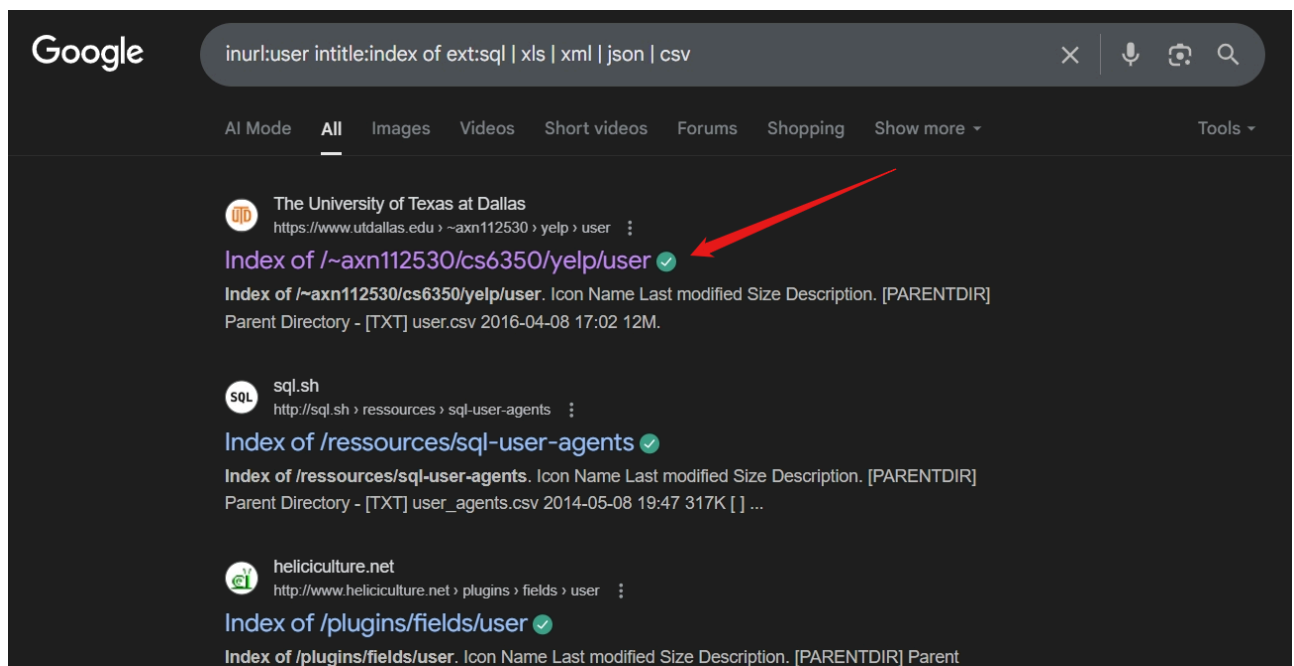 Google
inurl:user intitle:index of ext:sql | xls | xml | json | csv
AI Mode All Images Videos Short videos Forums Shopping Show more Tools
UTD
The University of Texas at Dallas
https://www.utdallas.edu › ~axn112530 › yelp › user
Index of /~axn112530/cs6350/yelp/user
Index of /~axn112530/cs6350/yelp/user. Icon Name Last modified Size Description. [PARENTDIR]
Parent Directory - [TXT] user.csv 2016-04-08 17:02 12M.
SQL
sql.sh
http://sql.sh › ressources › sql-user-agents
Index of /ressources/sql-user-agents
Index of /ressources/sql-user-agents. Icon Name Last modified Size Description. [PARENTDIR]
Parent Directory - [TXT] user_agents.csv 2014-05-08 19:47 317K [ ] ...
heliciculture.net
http://www.heliciculture.net › plugins › fields › user
Index of /plugins/fields/user
Index of /plugins/fields/user. Icon Name Last modified Size Description. [PARENTDIR] Parent